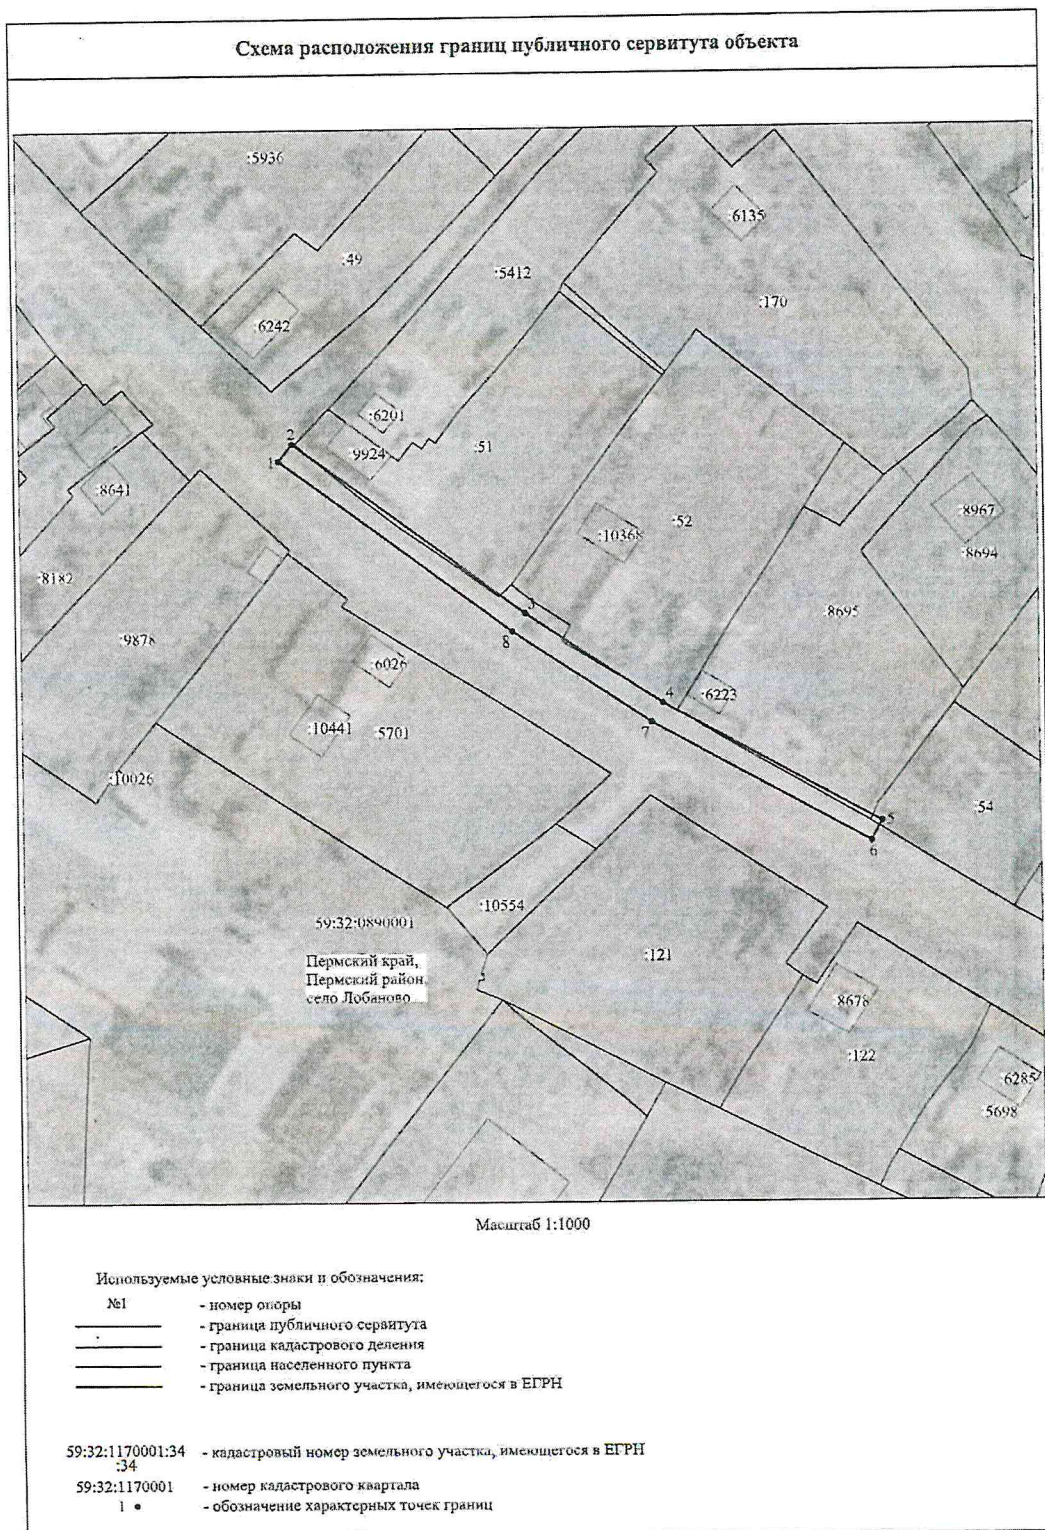 Схема расположения границ публичного сервитута объекта
:5936
:6135
:49
:5412
:170
:6242
:6201
:51
9924
:8641
:52
:10368
:8967
:8694
:8182
3
:8695
8
:9878
:6026
4
:6223
:10441
:5701
7
:10026
:54
5
6
:10554
59:32:0890001
:121
Пермский край,
Пермский район,
село Лобаново
8678
:122
:6285
5698
2
1
Масштаб 1:1000
Используемые условные знаки и обозначения:
№1 - номер опоры
- граница публичного сервитута
- граница кадастрового деления
- граница населенного пункта
- граница земельного участка, имеющегося в ЕГРН
59:32:1170001:34 - кадастровый номер земельного участка, имеющегося в ЕГРН
:34
59:32:1170001 - номер кадастрового квартала
1 • - обозначение характерных точек границ